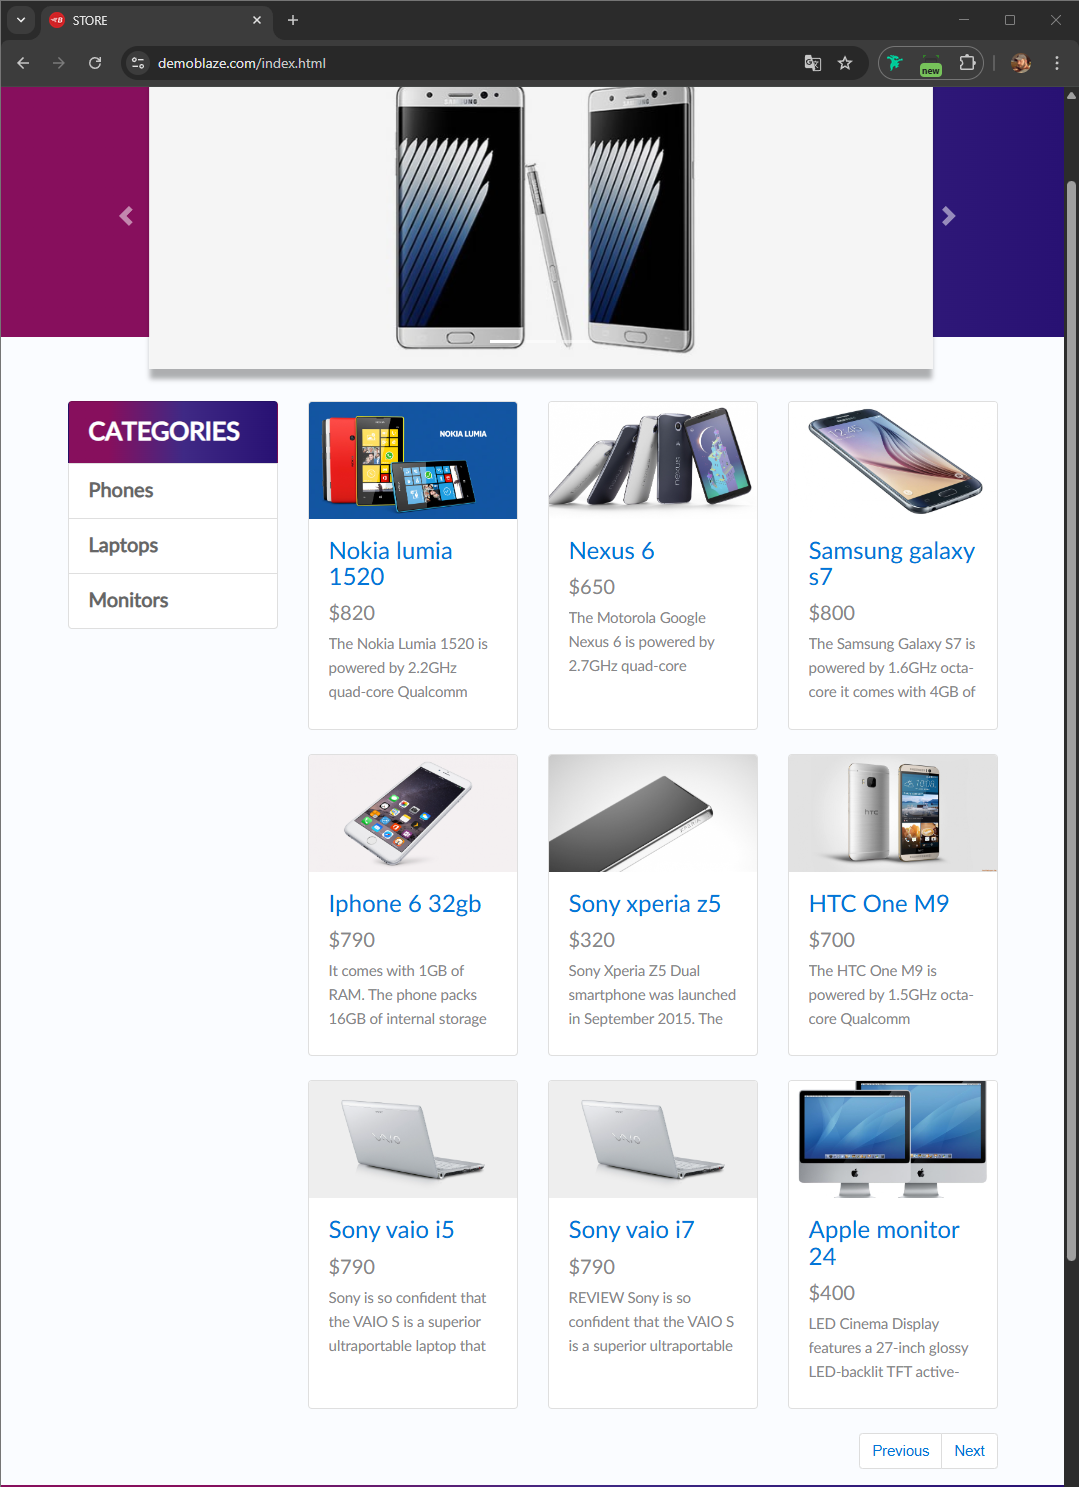 STORE
demoblaze.com/index.html
new
SAMSUNG
CATEGORIES
Phones
Laptops
Monitors
NOKIA LUMIA
Nokia lumia
1520
$820
The Nokia Lumia 1520 is
powered by 2.2GHz
quad-core Qualcomm
nexus
Nexus 6
$650
The Motorola Google
Nexus 6 is powered by
2.7GHz quad-core
Samsung galaxy
s7
$800
The Samsung Galaxy S7 is
powered by 1.6GHz octa-
core it comes with 4GB of
Iphone 6 32gb
$790
It comes with 1GB of
RAM. The phone packs
16GB of internal storage
Sony xperia z5
$320
Sony Xperia Z5 Dual
smartphone was launched
in September 2015. The
hTC
HTC One M9
$700
The HTC One M9 is
powered by 1.5GHz octa-
core Qualcomm
VAIO
Sony vaio i5
$790
Sony is so confident that
the VAIO S is a superior
ultraportable laptop that
VAIO
Sony vaio i7
$790
REVIEW Sony is so
confident that the VAIO S
is a superior ultraportable
Apple monitor
24
$400
LED Cinema Display
features a 27-inch glossy
LED-backlit TFT active-
Previous
Next